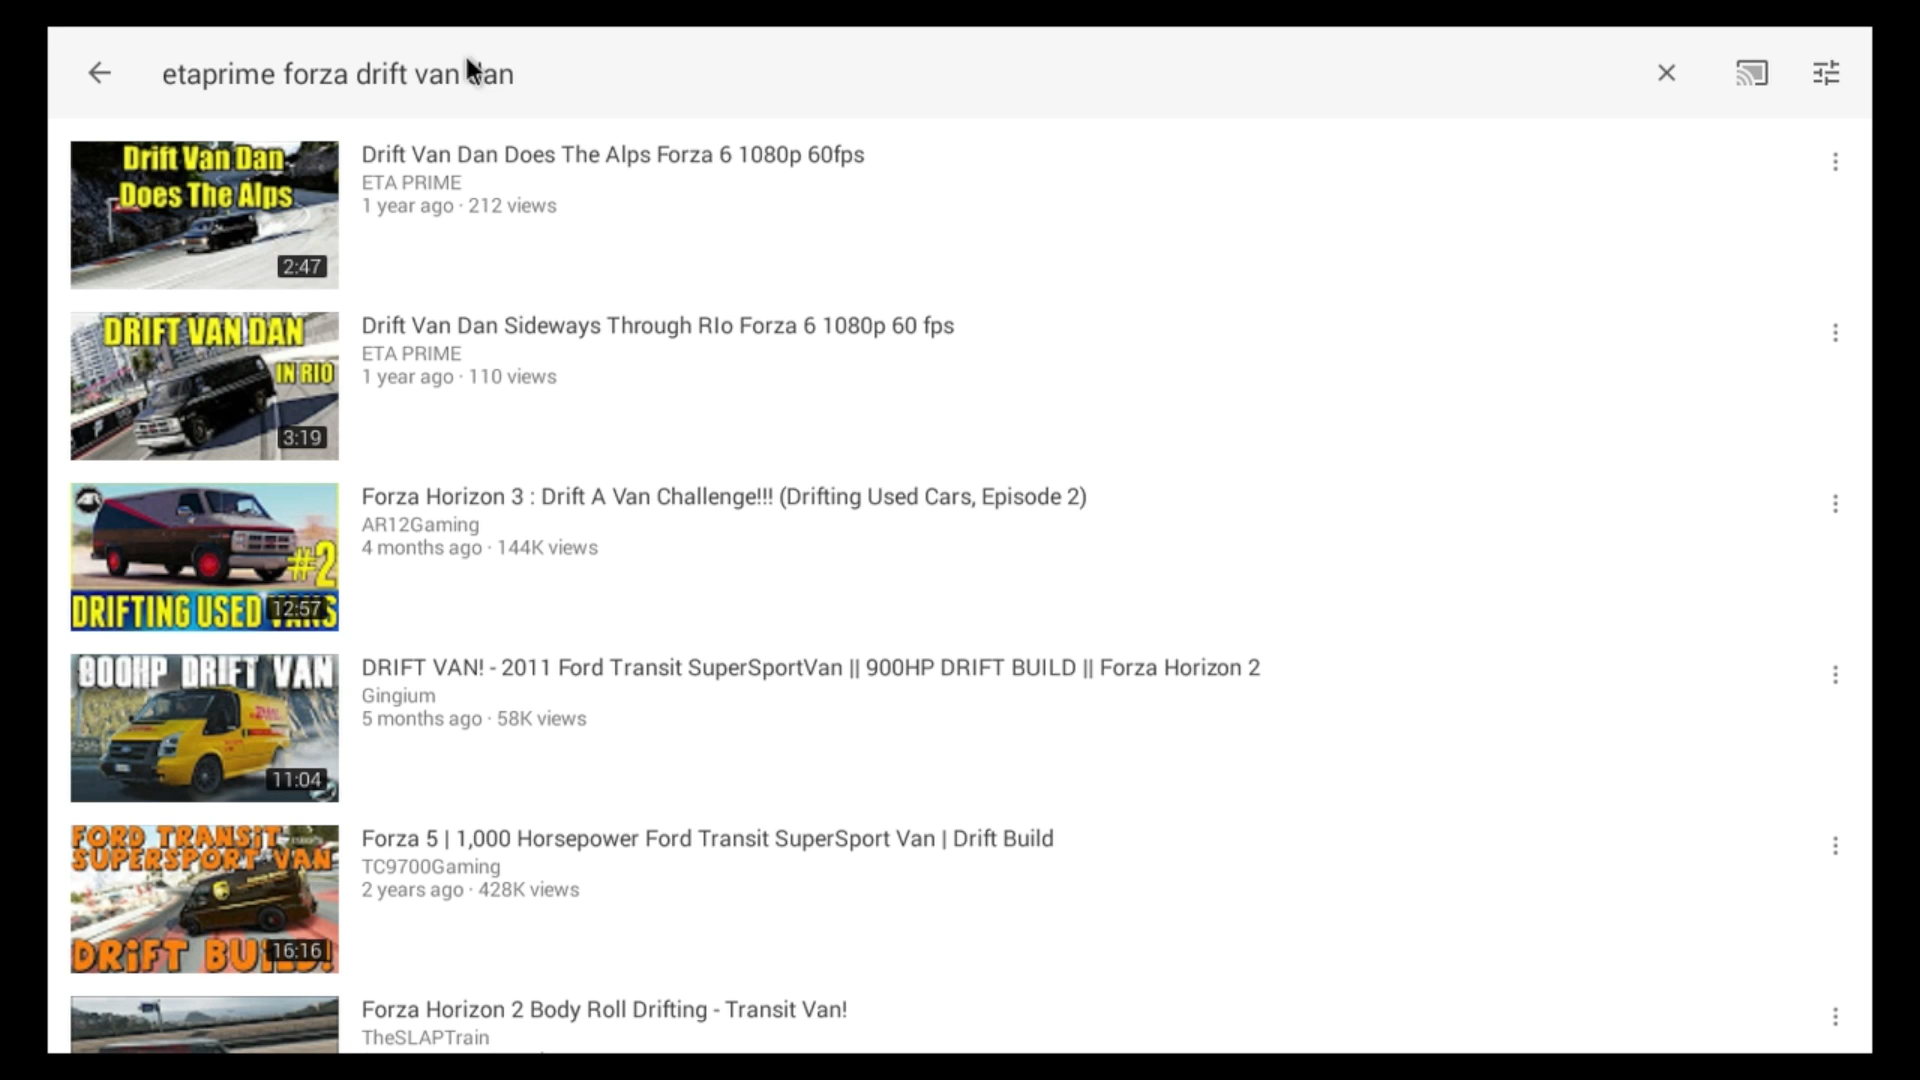 etaprime forza drift van dan
Drift Van Dan
Does The Alps
2:47
Drift Van Dan Does The Alps Forza 6 1080p 60fps
ETA PRIME
1 year ago · 212 views
DRIFT VAN DAN
IN RIO
3:19
Drift Van Dan Sideways Through RIo Forza 6 1080p 60 fps
ETA PRIME
1 year ago · 110 views
#2
DRIFTING USED VANS
12:57
Forza Horizon 3 : Drift A Van Challenge!!! (Drifting Used Cars, Episode 2)
AR12Gaming
4 months ago · 144K views
900HP DRIFT VAN
11:04
DRIFT VAN! - 2011 Ford Transit SuperSportVan || 900HP DRIFT BUILD || Forza Horizon 2
Gingium
5 months ago · 58K views
FORD TRANSIT
SUPERSPORT VAN
DRIFT BUILD!
16:16
Forza 5 | 1,000 Horsepower Ford Transit SuperSport Van | Drift Build
TC9700Gaming
2 years ago · 428K views
Forza Horizon 2 Body Roll Drifting - Transit Van!
TheSLAPTrain